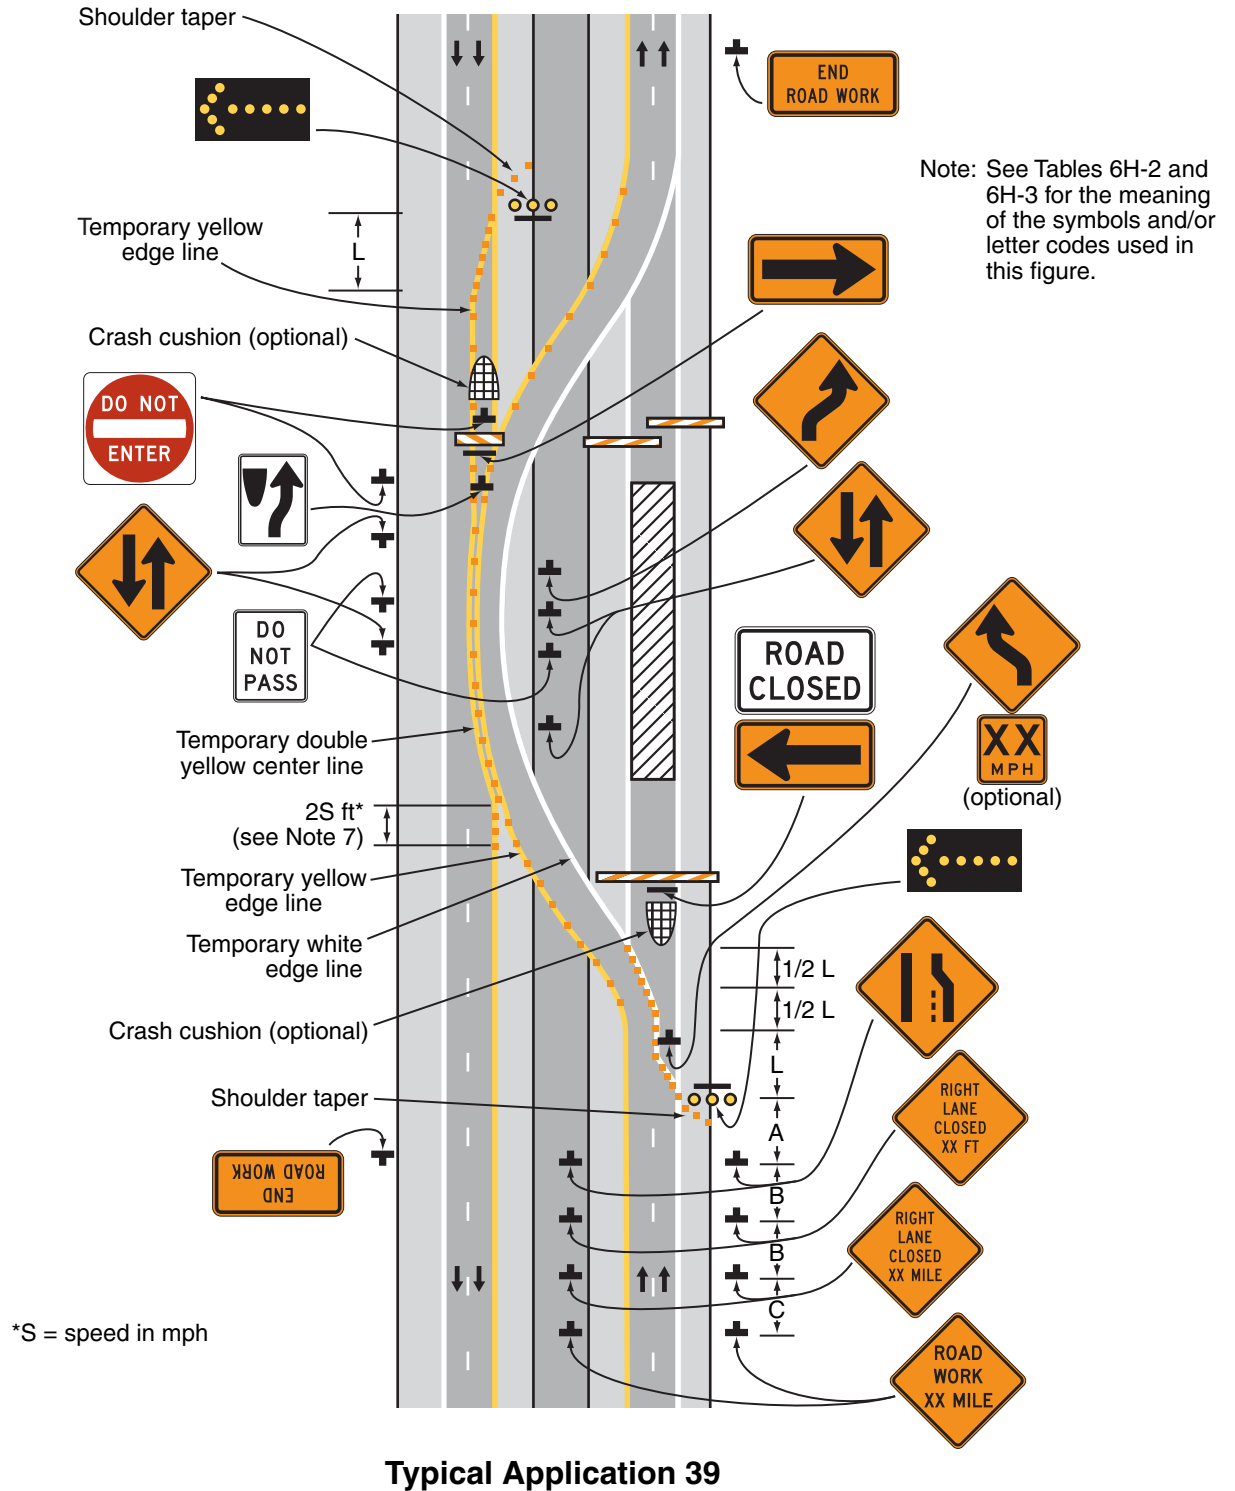 Shoulder taper
END
ROAD WORK
Note: See Tables 6H-2 and
6H-3 for the meaning
of the symbols and/or
letter codes used in
this figure.
Temporary yellow
edge line
L
Crash cushion (optional)
DO NOT
ENTER
DO
NOT
PASS
ROAD
CLOSED
XX
MPH
(optional)
Temporary double
yellow center line
2S ft*
(see Note 7)
Temporary yellow
edge line
Temporary white
edge line
1/2 L
1/2 L
Crash cushion (optional)
L
Shoulder taper
A
RIGHT
LANE
CLOSED
XX FT
END
ROAD WORK
B
B
RIGHT
LANE
CLOSED
XX MILE
C
*S = speed in mph
ROAD
WORK
XX MILE
Typical Application 39